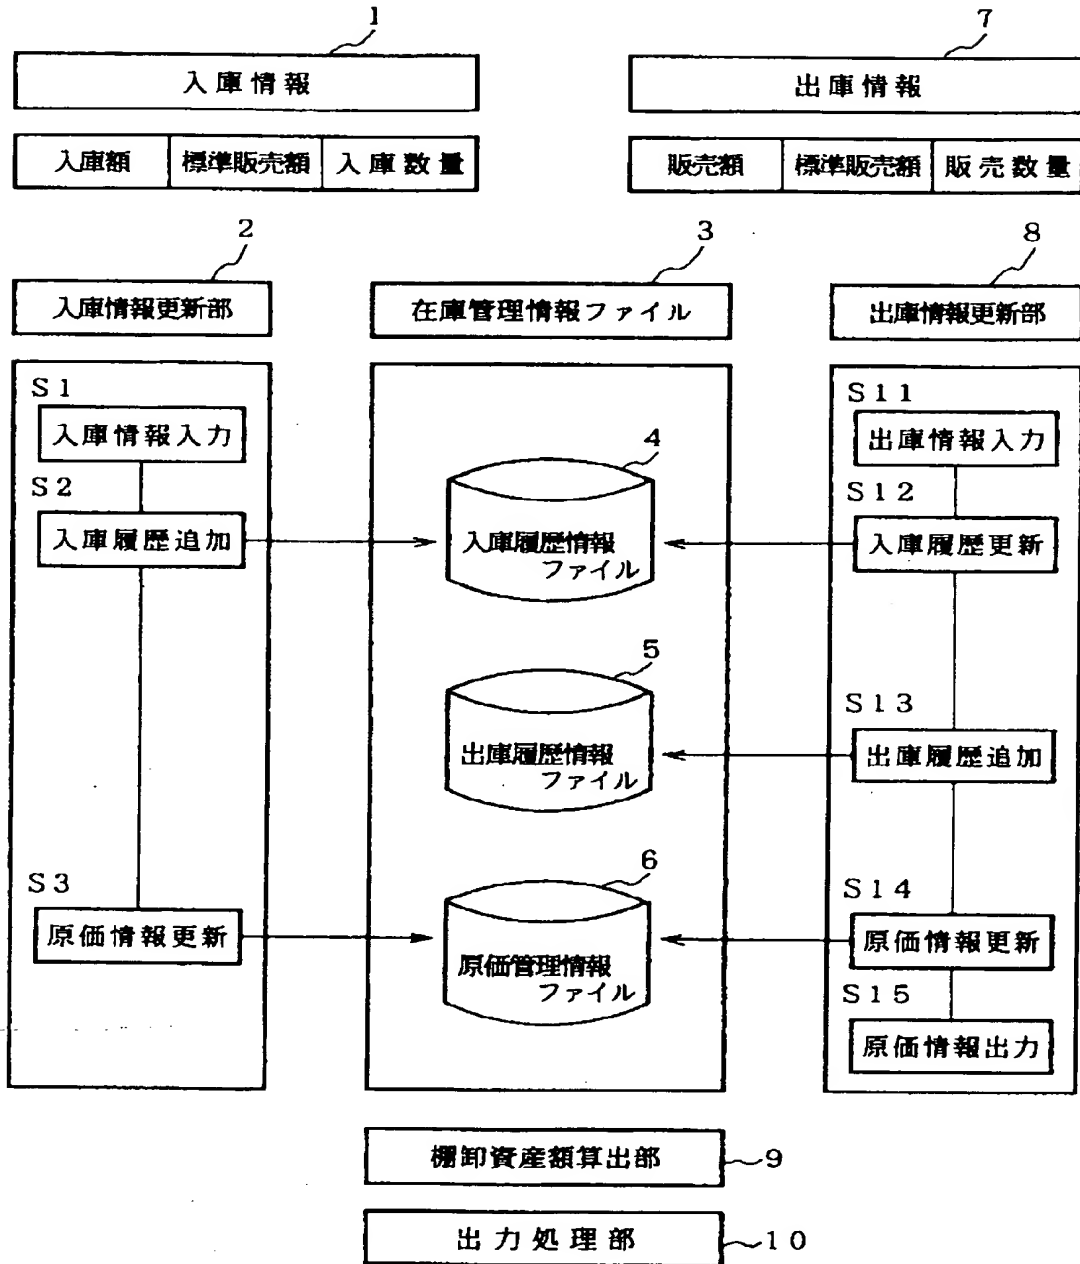 1
入庫情報
入庫額 標準販売額 入庫数量
7
出庫情報
販売額 標準販売額 販売数量
2
入庫情報更新部
3
在庫管理情報ファイル
8
出庫情報更新部
S1
入庫情報入力
S2
入庫履歴追加
S3
原価情報更新
4
入庫履歴情報
ファイル
5
出庫履歴情報
ファイル
6
原価管理情報
ファイル
S11
出庫情報入力
S12
入庫履歴更新
S13
出庫履歴追加
S14
原価情報更新
S15
原価情報出力
棚卸資産額算出部
9
出力処理部
10